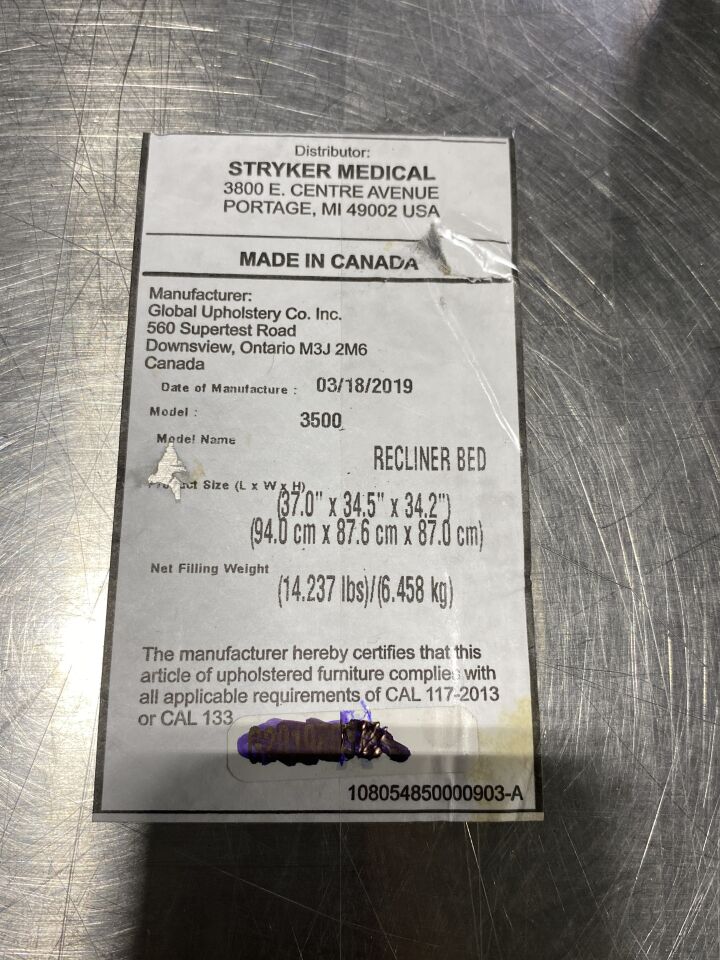 Distributor:
STRYKER MEDICAL
3800 E. CENTRE AVENUE
PORTAGE, MI 49002 USA
MADE IN CANADA
Manufacturer:
Global Upholstery Co. Inc.
560 Supertest Road
Downsview, Ontario M3J 2M6
Canada
Date of Manufacture : 03/18/2019
Model : 3500
Model Name
RECLINER BED
Size (L x W x H)
(37.0" x 34.5" x 34.2")
(94.0 cm x 87.6 cm x 87.0 cm)
Net Filling Weight
(14.237 lbs)/(6.458 kg)
The manufacturer hereby certifies that this
article of upholstered furniture complies with
all applicable requirements of CAL 117-2013
or CAL 133
108054850000903-A